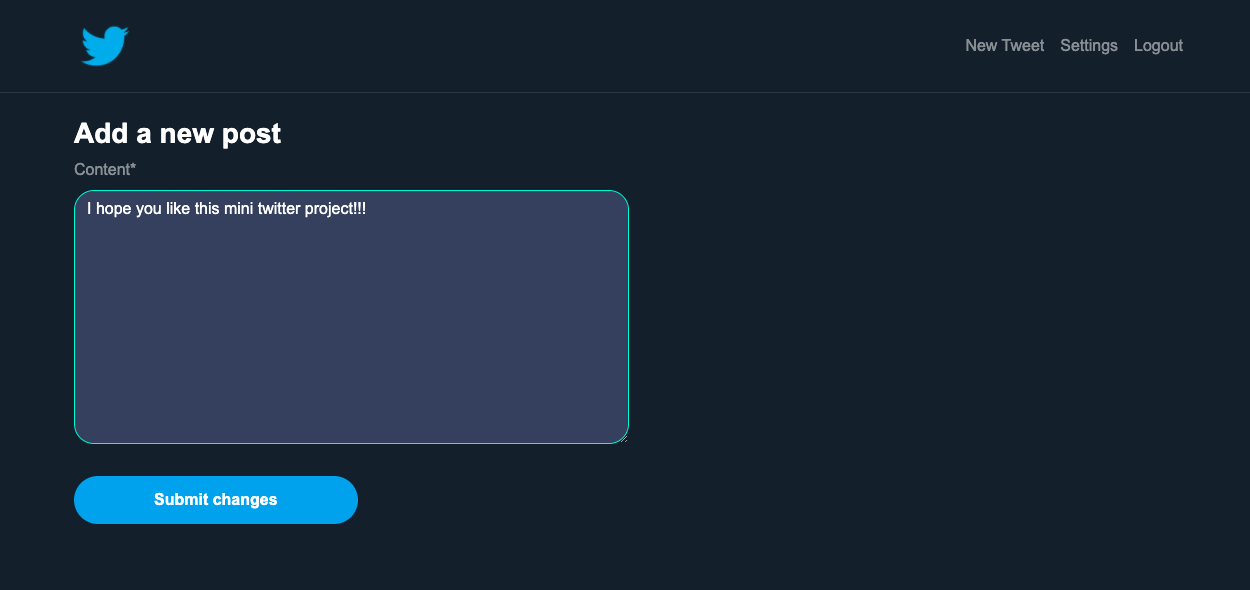 New Tweet Settings Logout
Add a new post
Content*
I hope you like this mini twitter project!!!
Submit changes